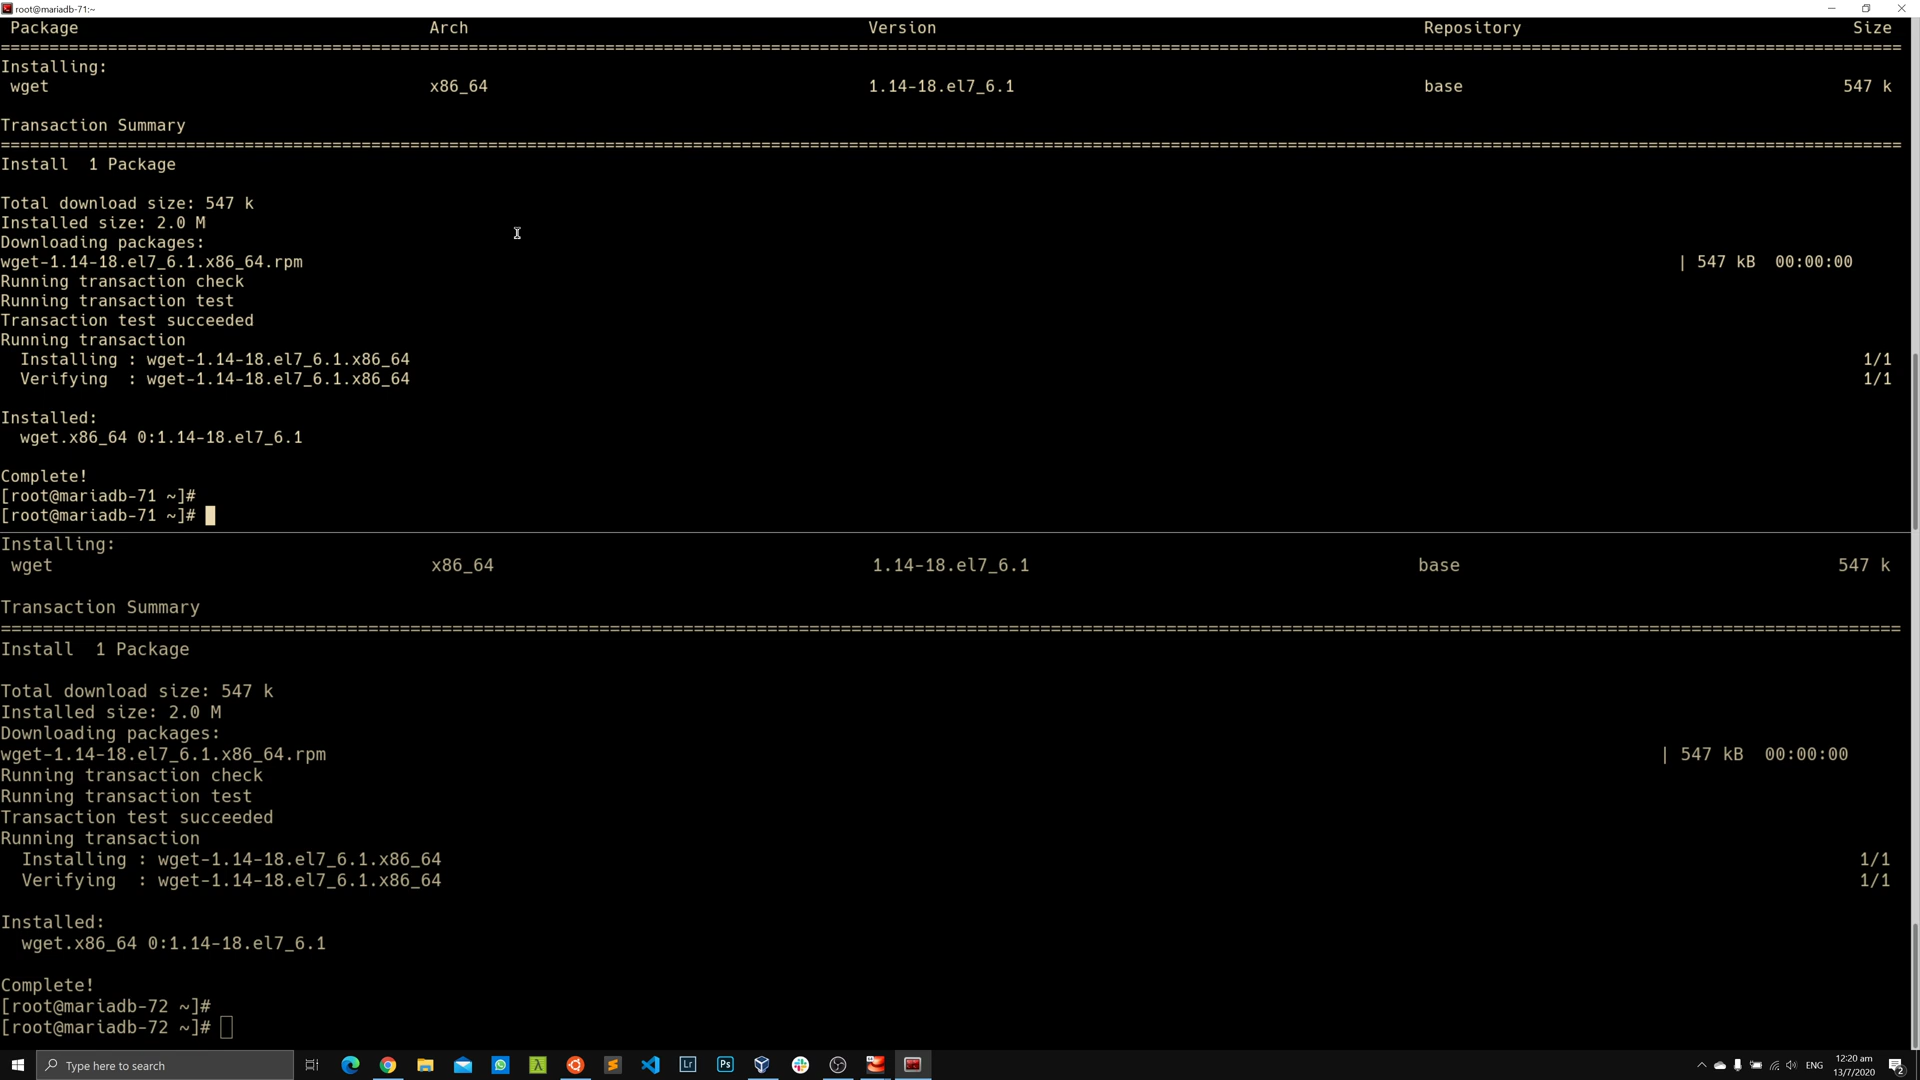 root@mariadb-71:~
Package Arch Version Repository Size
================================================================================
Installing:
wget x86_64 1.14-18.el7_6.1 base 547 k
Transaction Summary
================================================================================
Install 1 Package
Total download size: 547 k
Installed size: 2.0 M
Downloading packages:
wget-1.14-18.el7_6.1.x86_64.rpm | 547 kB 00:00:00
Running transaction check
Running transaction test
Transaction test succeeded
Running transaction
Installing : wget-1.14-18.el7_6.1.x86_64 1/1
Verifying : wget-1.14-18.el7_6.1.x86_64 1/1
Installed:
wget.x86_64 0:1.14-18.el7_6.1
Complete!
[root@mariadb-71 ~]#
[root@mariadb-71 ~]#
Installing:
wget x86_64 1.14-18.el7_6.1 base 547 k
Transaction Summary
================================================================================
Install 1 Package
Total download size: 547 k
Installed size: 2.0 M
Downloading packages:
wget-1.14-18.el7_6.1.x86_64.rpm | 547 kB 00:00:00
Running transaction check
Running transaction test
Transaction test succeeded
Running transaction
Installing : wget-1.14-18.el7_6.1.x86_64 1/1
Verifying : wget-1.14-18.el7_6.1.x86_64 1/1
Installed:
wget.x86_64 0:1.14-18.el7_6.1
Complete!
[root@mariadb-72 ~]#
[root@mariadb-72 ~]#
Type here to search Lr Ps ENG 12:20 am
13/7/2020 2